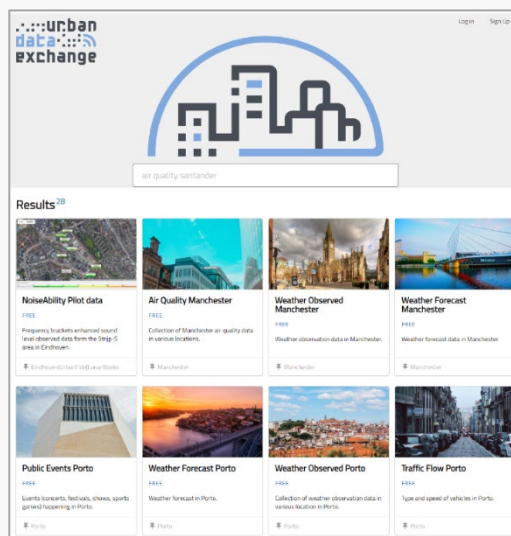 urban
data
exchange
Log in
Sign Up
air quality santander
Results 28
NoiseAbility Pilot data
FREE
Frequency brackets enhanced sound
level observed data form the Strijp-S
area in Eindhoven.
Air Quality Manchester
FREE
Collection of Manchester air quality data
in various locations.
Manchester
Weather Observed
Manchester
FREE
Weather observation data in Manchester.
Manchester
Weather Forecast
Manchester
FREE
Weather forecast data in Manchester.
Manchester
Public Events Porto
FREE
Events (concerts, festivals, shows, sports
games) happening in Porto.
Porto
Weather Forecast Porto
FREE
Weather forecast in Porto.
Porto
Weather Observed Porto
FREE
Collection of weather observation data in
various location in Porto.
Porto
Traffic Flow Porto
FREE
Type and speed of vehicles in Porto.
Porto